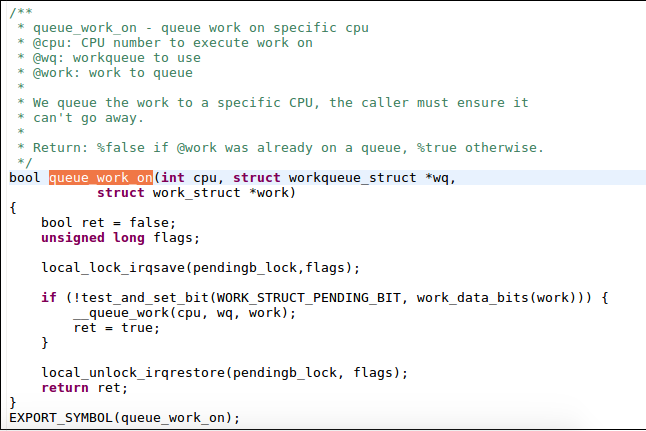 /**
 * queue_work_on - queue work on specific cpu
 * @cpu: CPU number to execute work on
 * @wq: workqueue to use
 * @work: work to queue
 *
 * We queue the work to a specific CPU, the caller must ensure it
 * can't go away.
 *
 * Return: %false if @work was already on a queue, %true otherwise.
 */
bool queue_work_on(int cpu, struct workqueue_struct *wq,
           struct work_struct *work)
{
    bool ret = false;
    unsigned long flags;

    local_lock_irqsave(pendingb_lock,flags);

    if (!test_and_set_bit(WORK_STRUCT_PENDING_BIT, work_data_bits(work))) {
        __queue_work(cpu, wq, work);
        ret = true;
    }

    local_unlock_irqrestore(pendingb_lock, flags);
    return ret;
}
EXPORT_SYMBOL(queue_work_on);